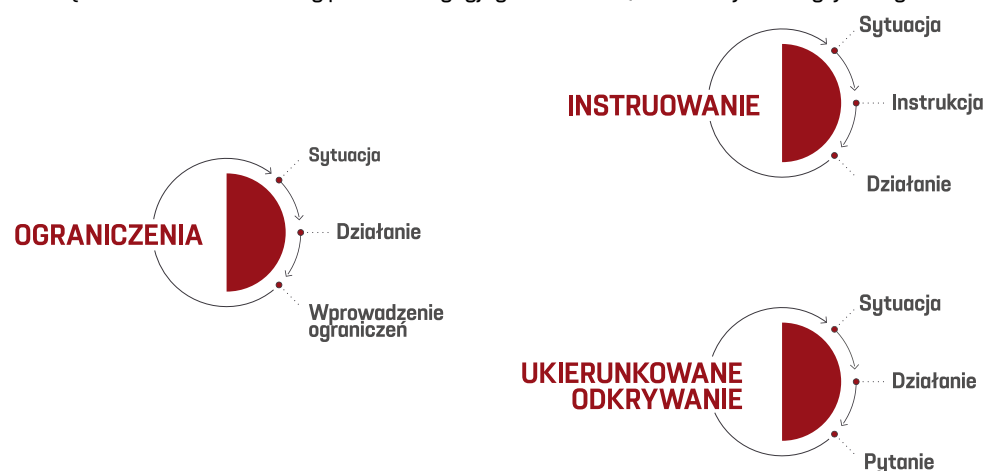 Sytuacja
INSTRUOWANIE
Instrukcja
Działanie
Sytuacja
OGRANICZENIA
Działanie
Wprowadzenie
ograniczeń
Sytuacja
UKIERUNKOWANE
ODKRYWANIE
Działanie
Pytanie